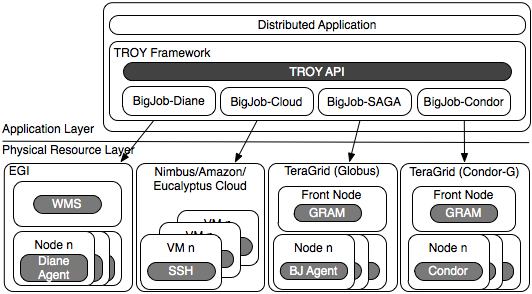 Distributed Application
TROY Framework
TROY API
BigJob-Diane
BigJob-Cloud
BigJob-SAGA
BigJob-Condor
Application Layer
Physical Resource Layer
EGI
WMS
Node n
Diane
Agent
Nimbus/Amazon/
Eucalyptus Cloud
VM n
VM n
VM n
SSH
TeraGrid (Globus)
Front Node
GRAM
Node n
BJ Agent
TeraGrid (Condor-G)
Front Node
GRAM
Node n
Condor